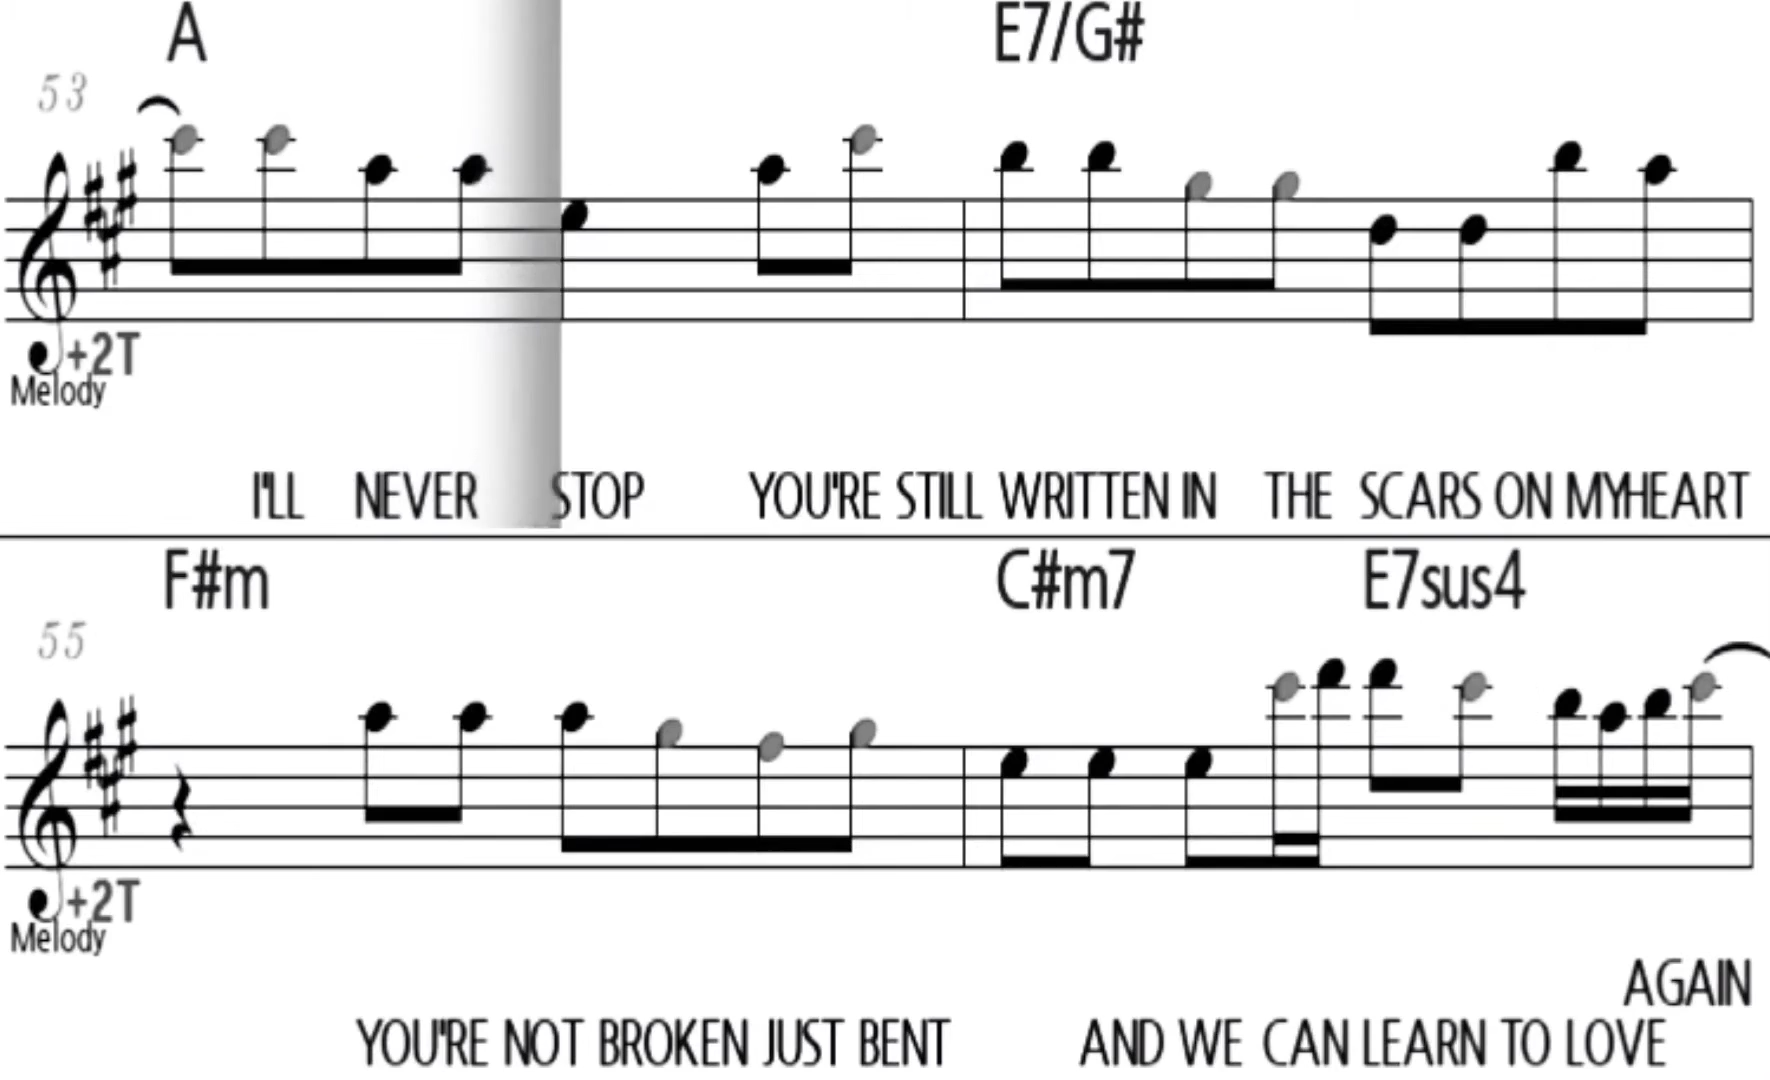 A E7/G#
53
+2T
Melody
I'LL NEVER STOP YOU'RE STILL WRITTEN IN THE SCARS ON MY HEART
F#m C#m7 E7sus4
55
+2T
Melody
AGAIN
YOU'RE NOT BROKEN JUST BENT AND WE CAN LEARN TO LOVE